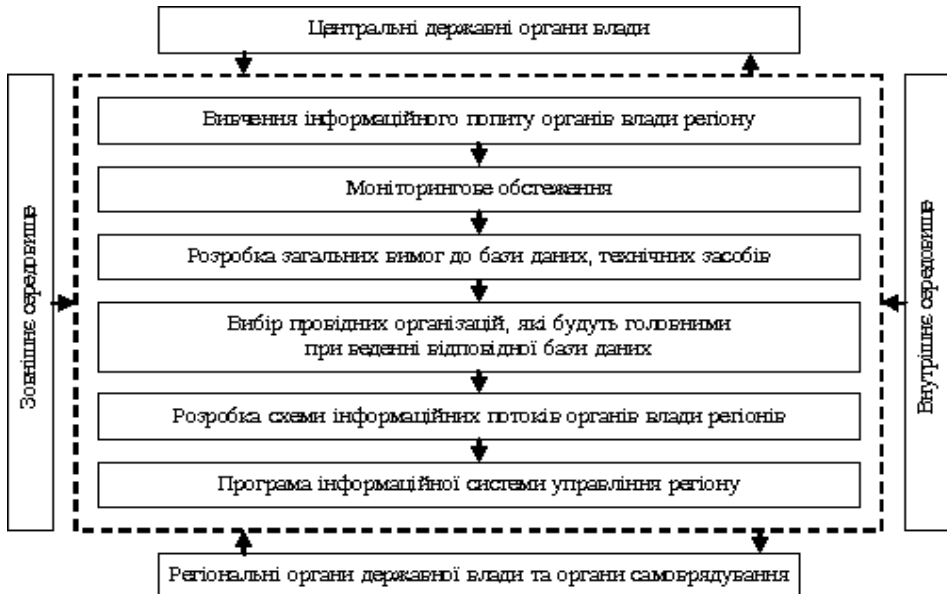 Центральні державні органи влади
Зовнішнє середовище
Вивчення інформаційного попиту органів влади регіону
Моніторингове обстеження
Розробка загальних вимог до бази даних, технічних засобів
Вибір провідних організацій, які будуть головними
при веденні відповідної бази даних
Розробка схеми інформаційних потоків органів влади регіонів
Програма інформаційної системи управління регіону
Внутрішнє середовище
Регіональні органи державної влади та органи самоврядування